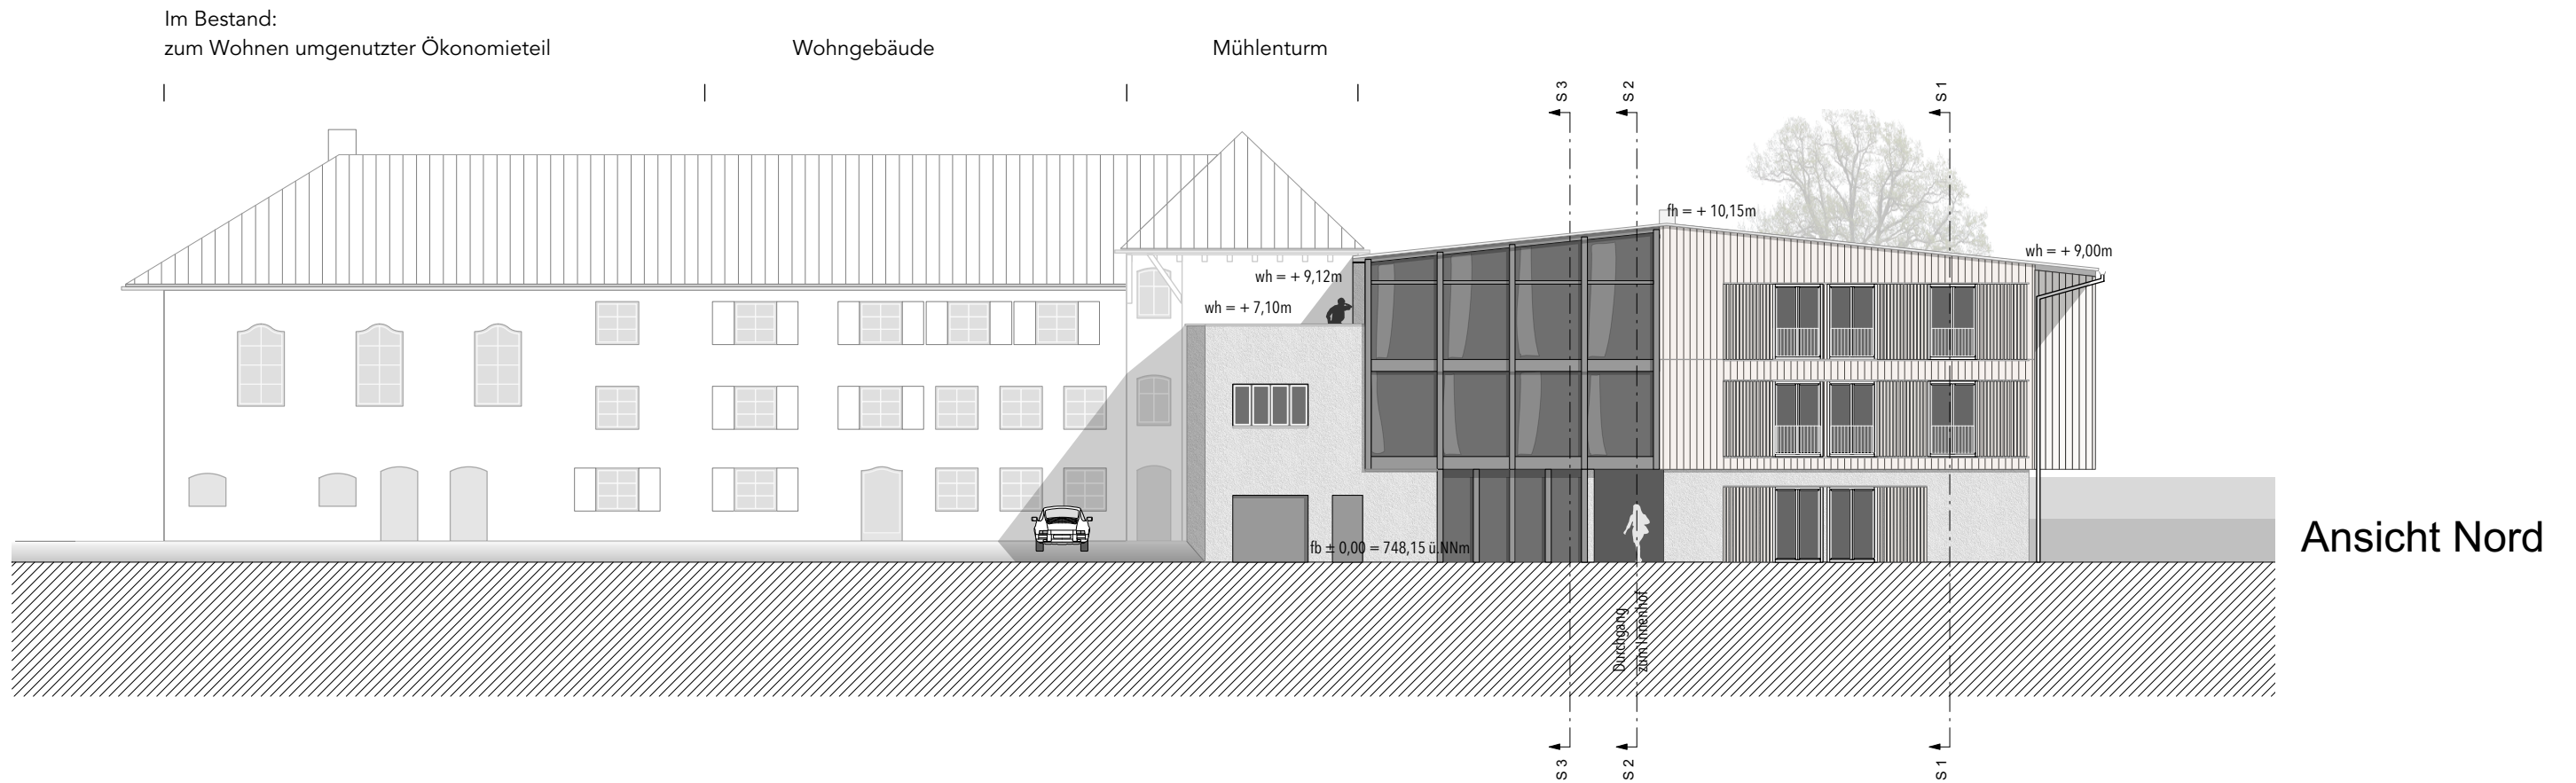 Im Bestand:
zum Wohnen umgenutzter Ökonomieteil
Wohngebäude
Mühlenturm
S 3
S 2
S 1
fh = + 10,15m
wh = + 9,00m
wh = + 9,12m
wh = + 7,10m
Ansicht Nord
fb ± 0,00 = 748,15 ü.NNm
Durchgang
zum Innenhof
S 3
S 2
S 1